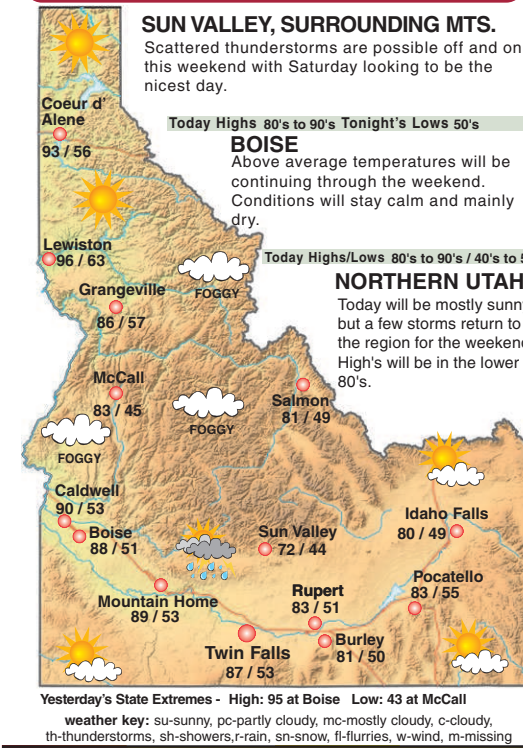 SUN VALLEY, SURROUNDING MTS.
Scattered thunderstorms are possible off and on
this weekend with Saturday looking to be the
nicest day.
Today Highs 80's to 90's Tonight's Lows 50's
BOISE
Above average temperatures will be
continuing through the weekend.
Conditions will stay calm and mainly
dry.
Today Highs/Lows 80's to 90's / 40's to 5
NORTHERN UTAH
Today will be mostly sunny
but a few storms return to
the region for the weekend
High's will be in the lower
80's.
Coeur d'
Alene
93 / 56
Lewiston
96 / 63
FOGGY
Grangeville
86 / 57
McCall
83 / 45
FOGGY
Salmon
81 / 49
FOGGY
Caldwell
90 / 53
Boise
88 / 51
Sun Valley
72 / 44
Idaho Falls
80 / 49
Mountain Home
89 / 53
Rupert
83 / 51
Pocatello
83 / 55
Twin Falls
87 / 53
Burley
81 / 50
Yesterday's State Extremes - High: 95 at Boise Low: 43 at McCall
weather key: su-sunny, pc-partly cloudy, mc-mostly cloudy, c-cloudy,
th-thunderstorms, sh-showers,r-rain, sn-snow, fl-flurries, w-wind, m-missing